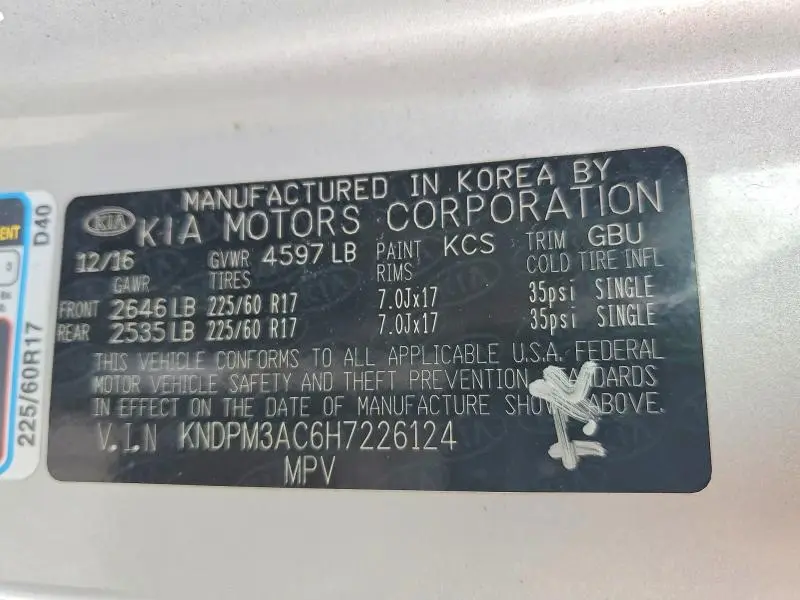 MANUFACTURED IN KOREA BY
KIA KIA MOTORS CORPORATION
12/16 GVWR 4597 LB PAINT KCS TRIM GBU
GAWR TIRES RIMS COLD TIRE INFL
FRONT 2646 LB 225/60 R17 7.0Jx17 35psi SINGLE
REAR 2535 LB 225/60 R17 7.0Jx17 35psi SINGLE
THIS VEHICLE CONFORMS TO ALL APPLICABLE U.S.A. FEDERAL
MOTOR VEHICLE SAFETY AND THEFT PREVENTION DARDS
IN EFFECT ON THE DATE OF MANUFACTURE SHO ABOVE.
V.I.N KNDPM3AC6H7226124
MPV
D40
225/60R17